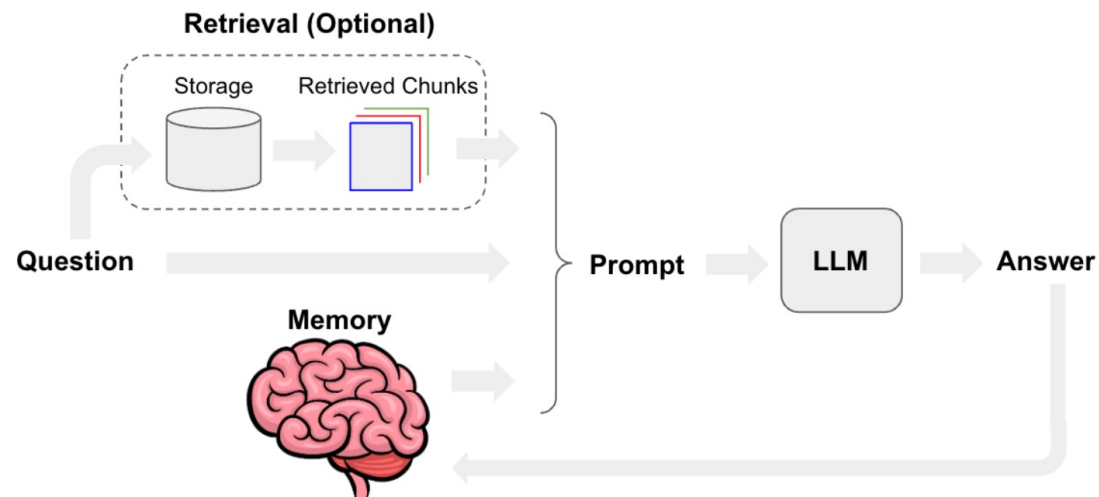 Retrieval (Optional)
Storage
Retrieved Chunks
Question
Prompt
LLM
Answer
Memory